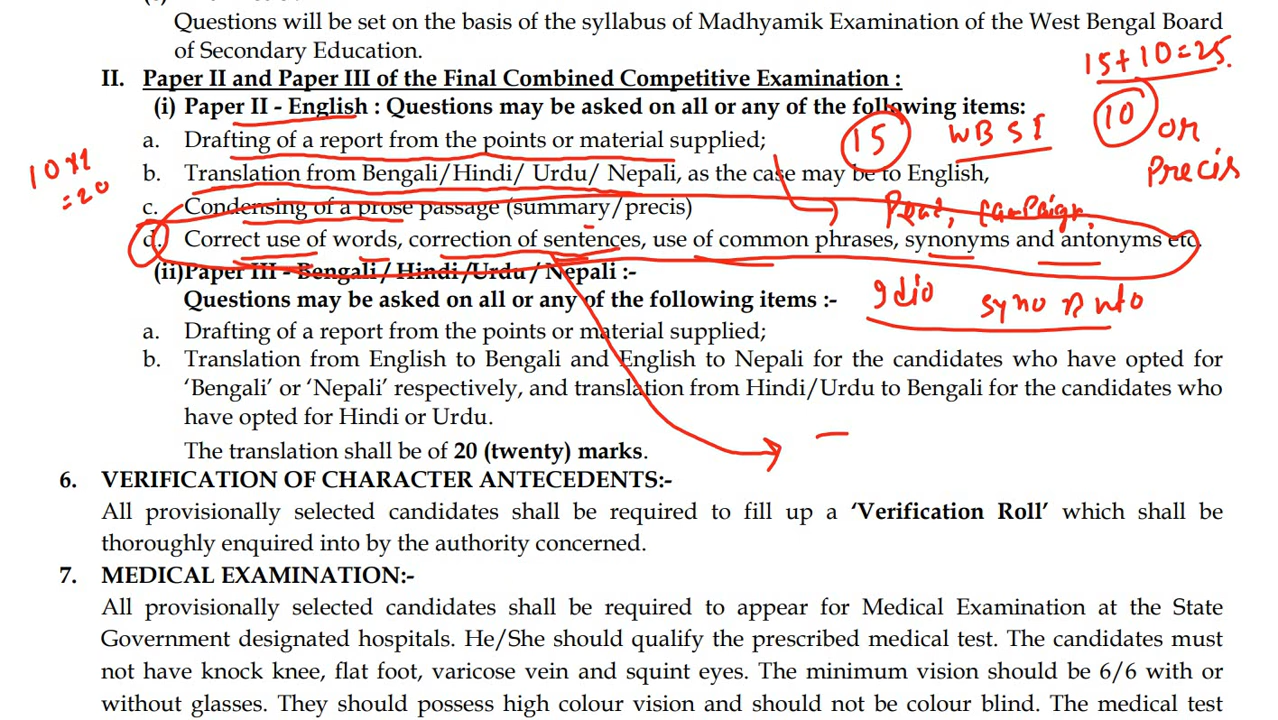 Questions will be set on the basis of the syllabus of Madhyamik Examination of the West Bengal Board
of Secondary Education.
15+10=25.
II. Paper II and Paper III of the Final Combined Competitive Examination :
(i) Paper II - English : Questions may be asked on all or any of the following items:
10 or
a. Drafting of a report from the points or material supplied;
15 WBSI
10×2
=20
b. Translation from Bengali/Hindi/ Urdu/ Nepali, as the case may be to English,
Precis
c. Condensing of a prose passage (summary/precis)
d. Correct use of words, correction of sentences, use of common phrases, synonyms and antonyms etc.
(ii)Paper III - Bengali / Hindi/Urdu / Nepali :-
Questions may be asked on all or any of the following items :-
a. Drafting of a report from the points or material supplied;
b. Translation from English to Bengali and English to Nepali for the candidates who have opted for
‘Bengali’ or ‘Nepali’ respectively, and translation from Hindi/Urdu to Bengali for the candidates who
have opted for Hindi or Urdu.
The translation shall be of 20 (twenty) marks.
6. VERIFICATION OF CHARACTER ANTECEDENTS:-
All provisionally selected candidates shall be required to fill up a ‘Verification Roll’ which shall be
thoroughly enquired into by the authority concerned.
7. MEDICAL EXAMINATION:-
All provisionally selected candidates shall be required to appear for Medical Examination at the State
Government designated hospitals. He/She should qualify the prescribed medical test. The candidates must
not have knock knee, flat foot, varicose vein and squint eyes. The minimum vision should be 6/6 with or
without glasses. They should possess high colour vision and should not be colour blind. The medical test